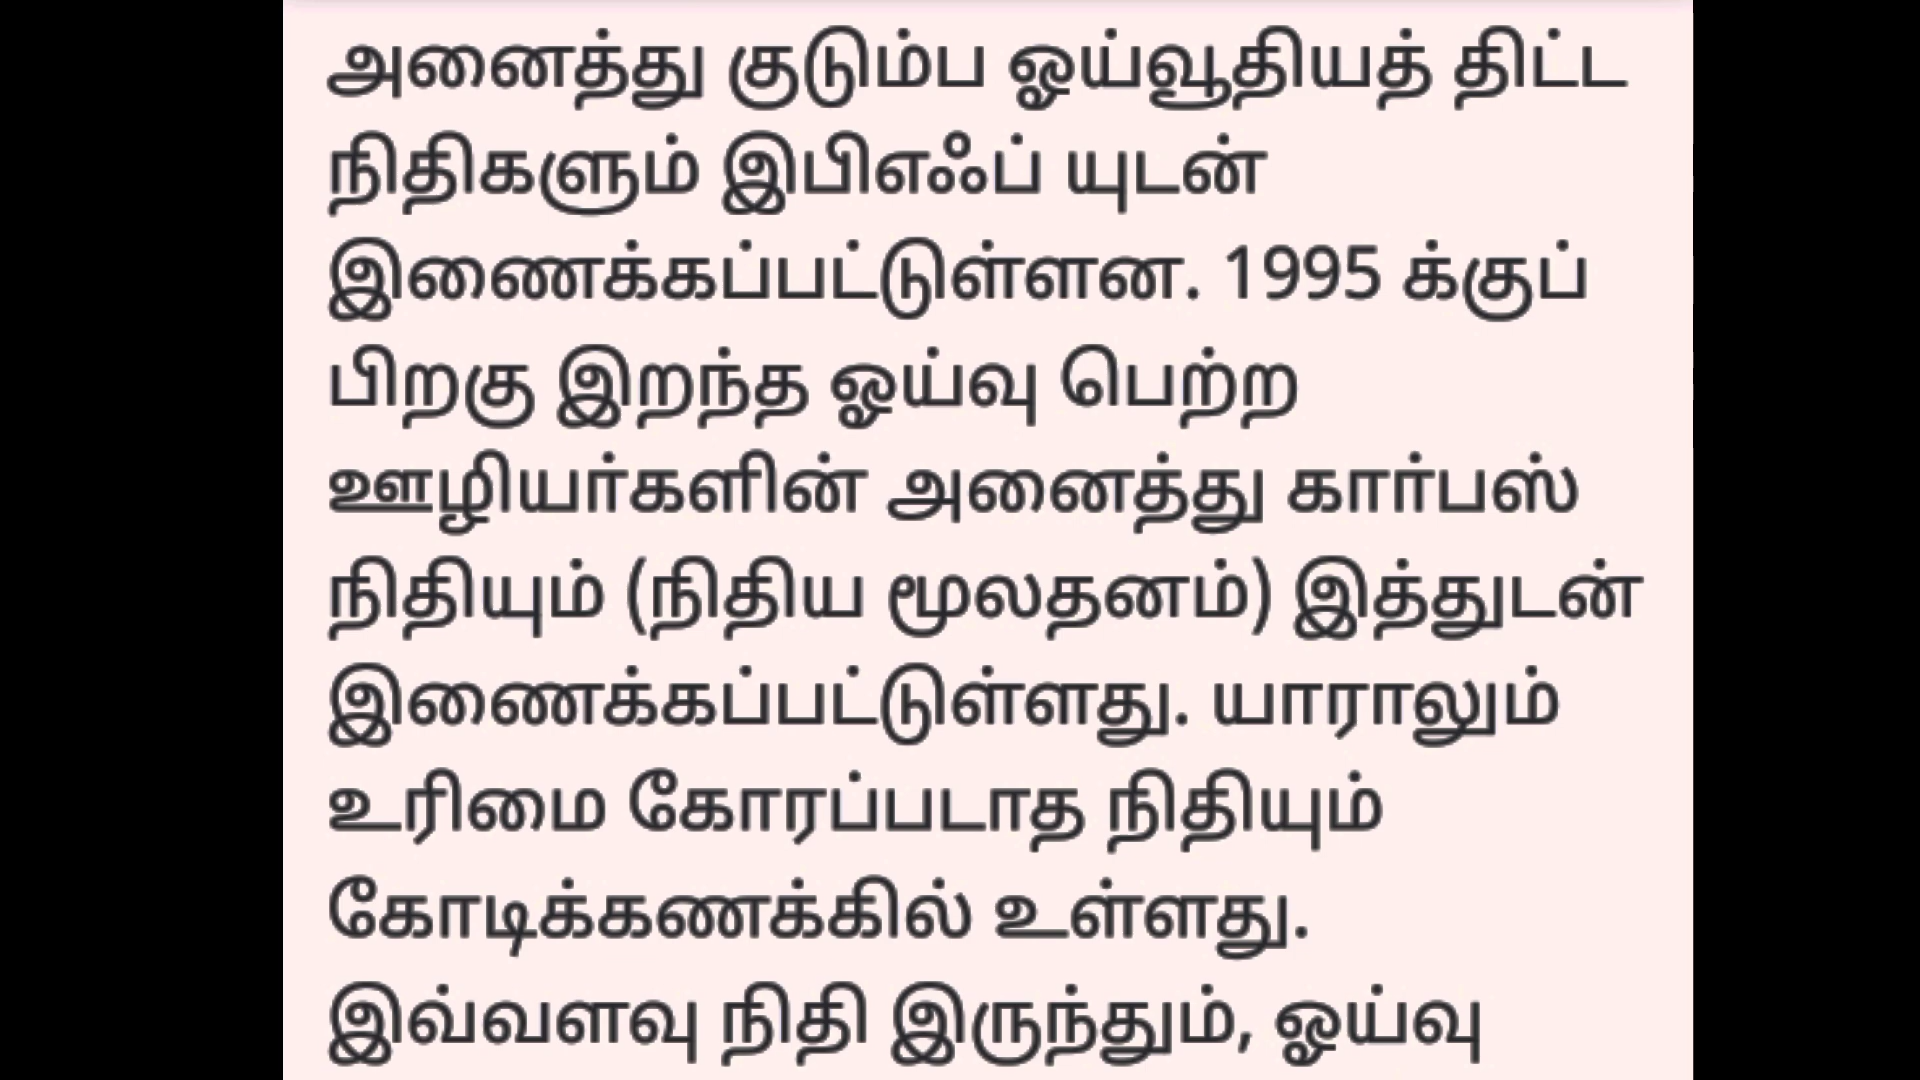 அனைத்து குடும்ப ஓய்வூதியத் திட்ட
நிதிகளும் இபிஎஃப் யுடன்
இணைக்கப்பட்டுள்ளன. 1995 க்குப்
பிறகு இறந்த ஓய்வு பெற்ற
ஊழியர்களின் அனைத்து கார்பஸ்
நிதியும் (நிதிய மூலதனம்) இத்துடன்
இணைக்கப்பட்டுள்ளது. யாராலும்
உரிமை கோரப்படாத நிதியும்
கோடிக்கணக்கில் உள்ளது.
இவ்வளவு நிதி இருந்தும், ஓய்வு